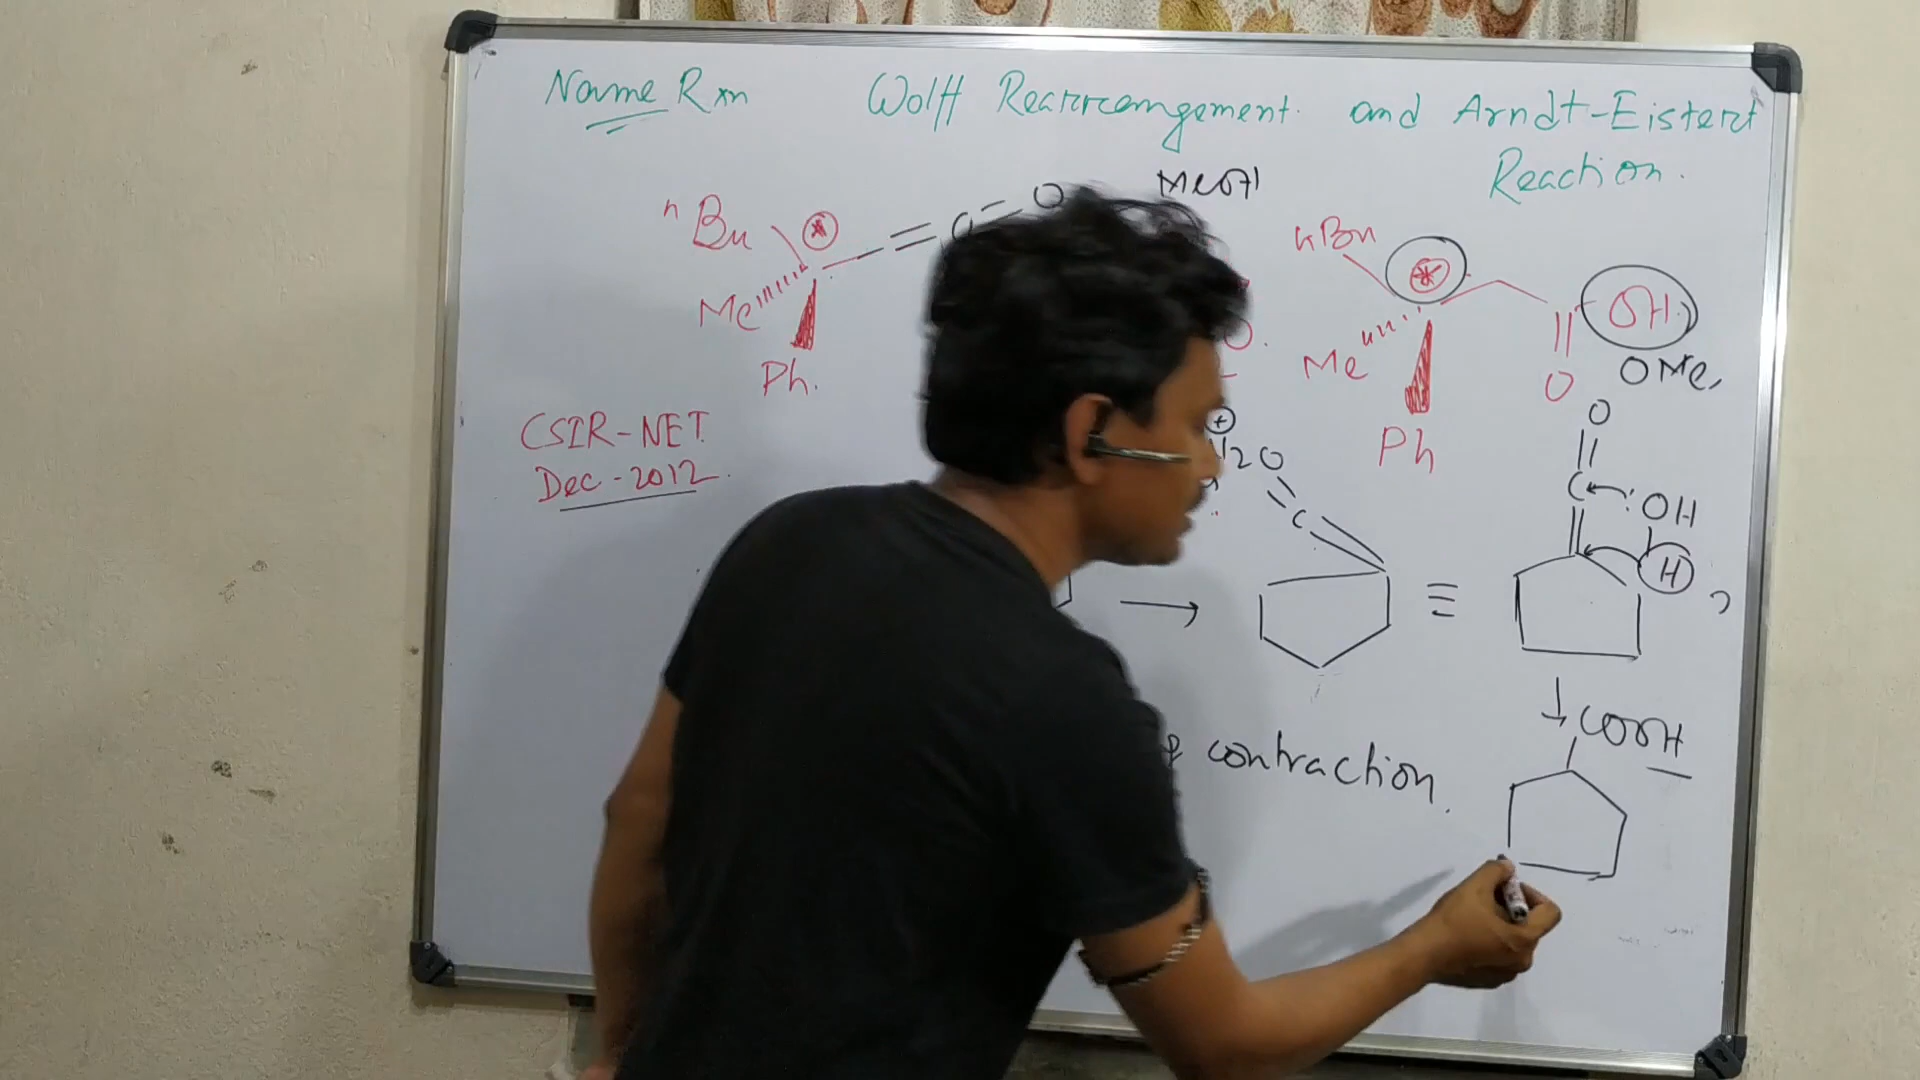 Name Rxn Wolff Rearrangement and Arndt-Eistert
Reaction.
MeOH
O
C
nBu
*
Me
Ph.
nBu
*
Me
Ph
OH
O
OMe,
O.
CSIR-NET
Dec-2012
+
N2
O
C
O
C
:OH
H
,
≡
COOH
contraction.